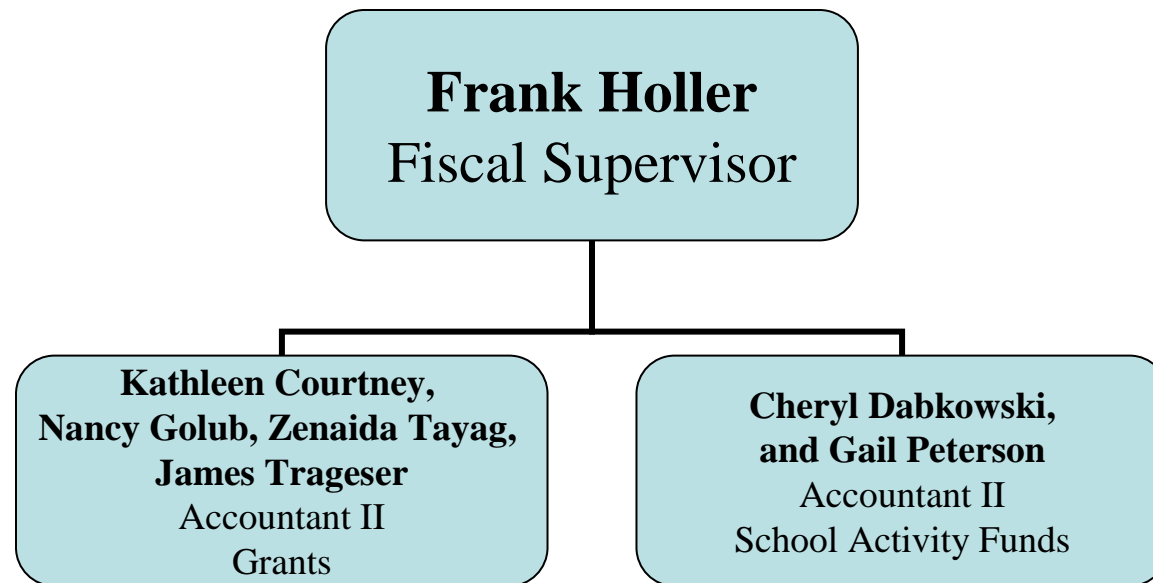 Frank Holler
Fiscal Supervisor
Kathleen Courtney,
Nancy Golub, Zenaida Tayag,
James Trageser
Accountant II
Grants
Cheryl Dabkowski,
and Gail Peterson
Accountant II
School Activity Funds